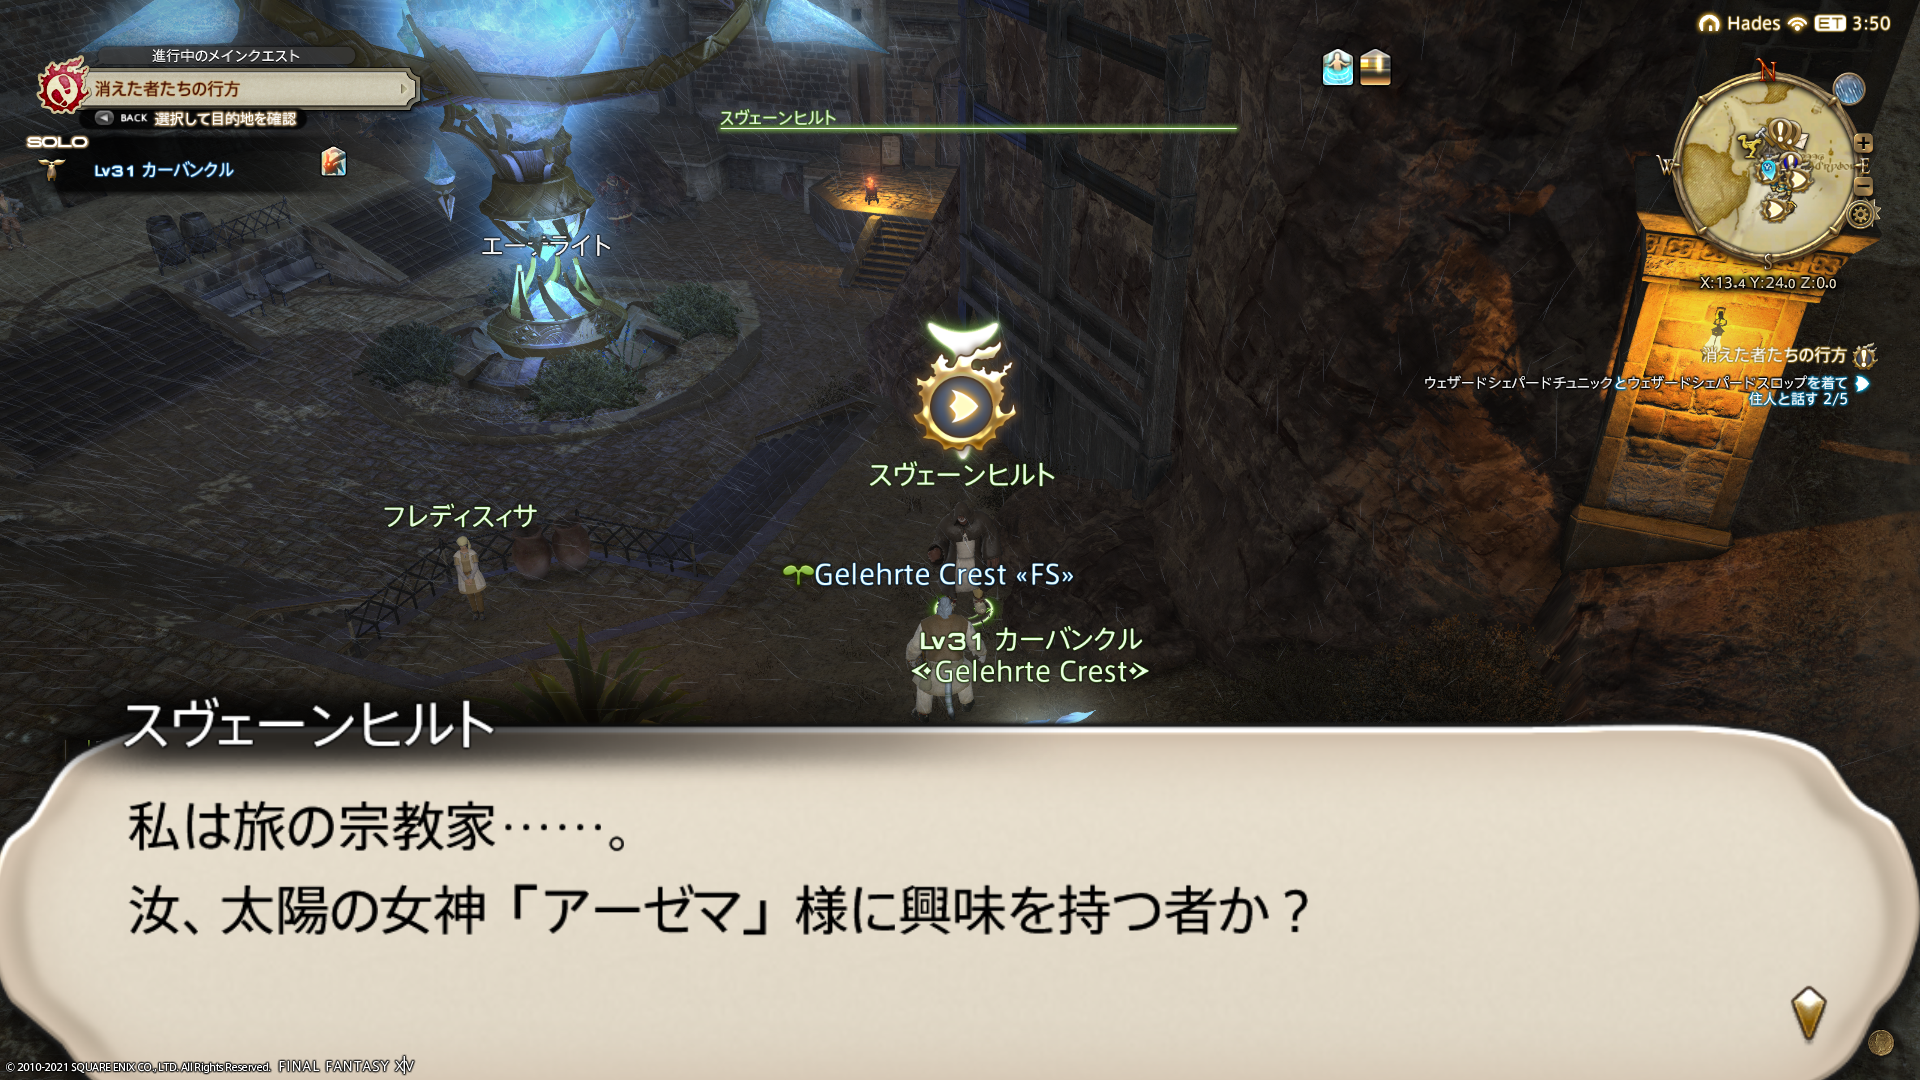 進行中のメインクエスト
消えた者たちの行方
BACK 選択して目的地を確認
SOLO
Lv31 カーバンクル
スヴェーンヒルト
Hades ET 3:50
N
W
E
S
X:13.4 Y:24.0 Z:0.0
消えた者たちの行方
ウェザードシェパードチュニックとウェザードシェパードスロップを着て
住人と話す 2/5
エーテライト
スヴェーンヒルト
フレディスィサ
Gelehrte Crest «FS»
Lv31 カーバンクル
Gelehrte Crest
スヴェーンヒルト
私は旅の宗教家……。
汝、太陽の女神「アーゼマ」様に興味を持つ者か？
© 2010-2021 SQUARE ENIX CO., LTD. All Rights Reserved. FINAL FANTASY XIV